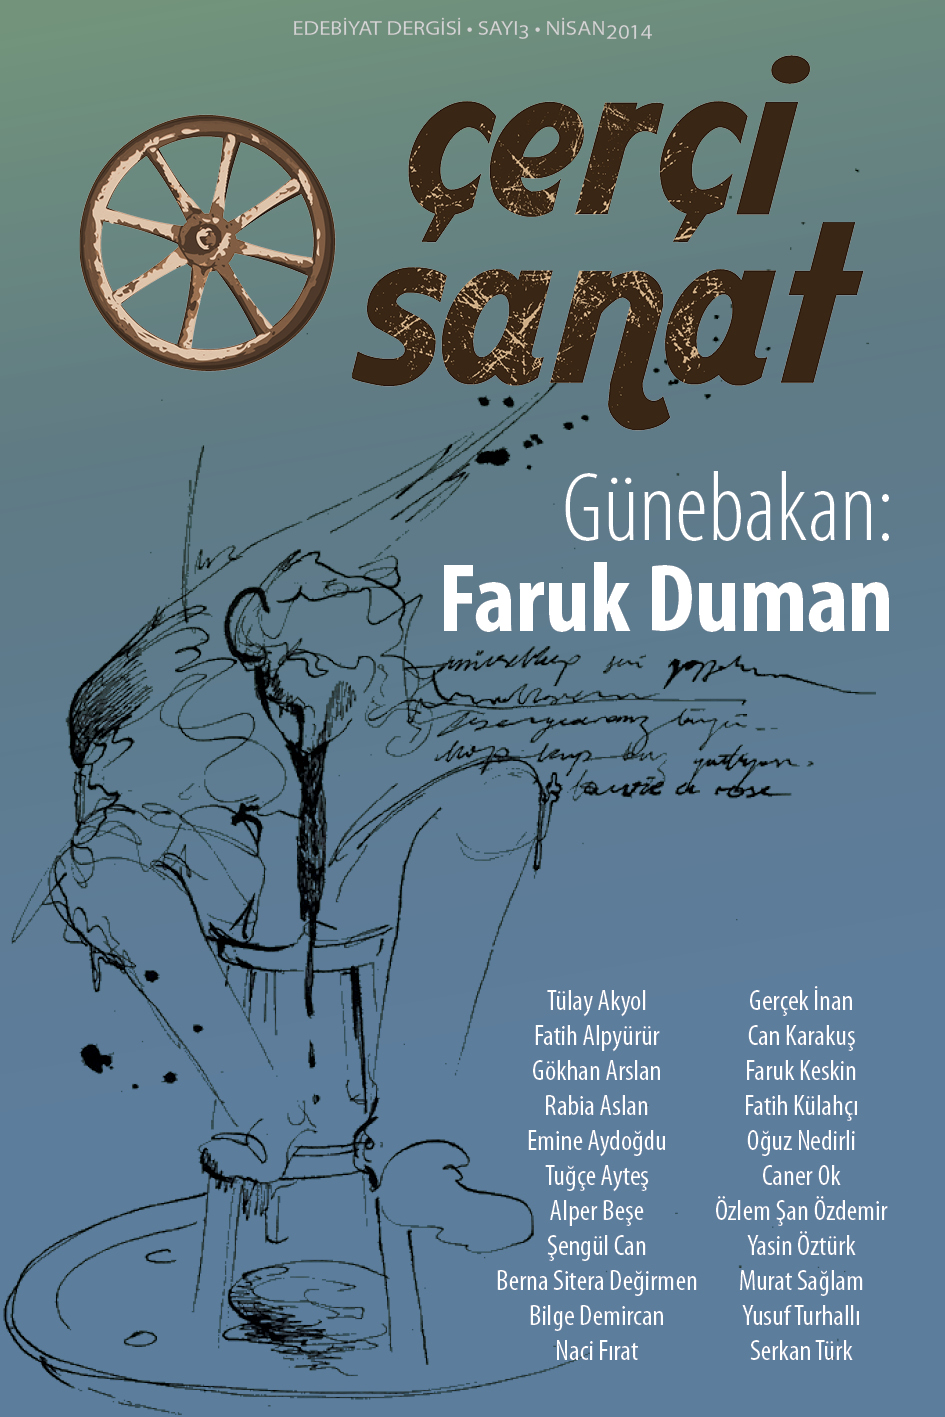 EDEBİYAT DERGİSİ • SAYI3 • NİSAN2014
çerçi
sanat
Günebakan:
Faruk Duman
a rose
Tülay Akyol
Fatih Alpyürür
Gökhan Arslan
Rabia Aslan
Emine Aydoğdu
Tuğçe Ayteş
Alper Beşe
Şengül Can
Berna Sitera Değirmen
Bilge Demircan
Naci Fırat
Gerçek İnan
Can Karakuş
Faruk Keskin
Fatih Külahçı
Oğuz Nedirli
Caner Ok
Özlem Şan Özdemir
Yasin Öztürk
Murat Sağlam
Yusuf Turhallı
Serkan Türk